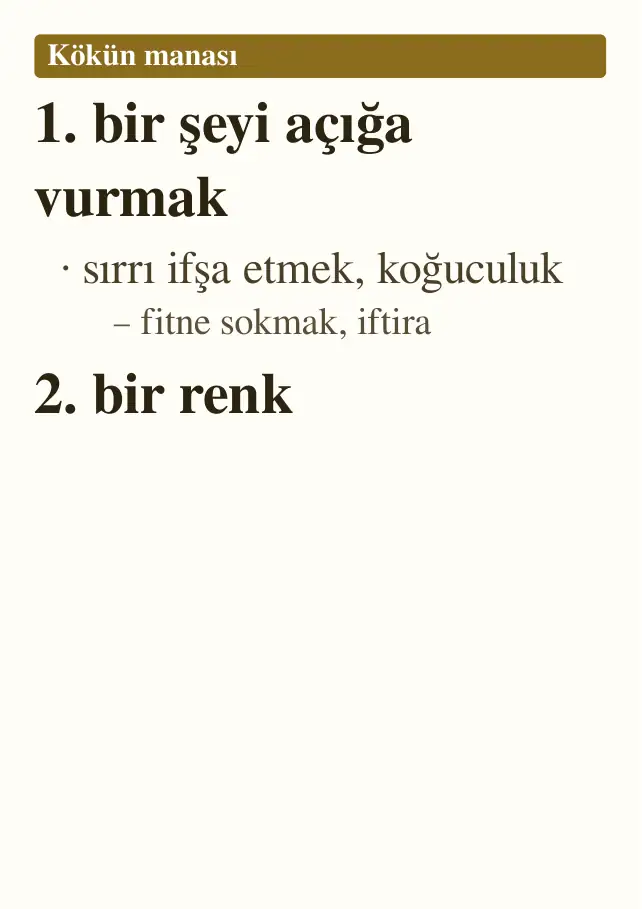 Kökün manası
1. bir şeyi açığa
vurmak
· sırrı ifşa etmek, koğuculuk
– fitne sokmak, iftira
2. bir renk